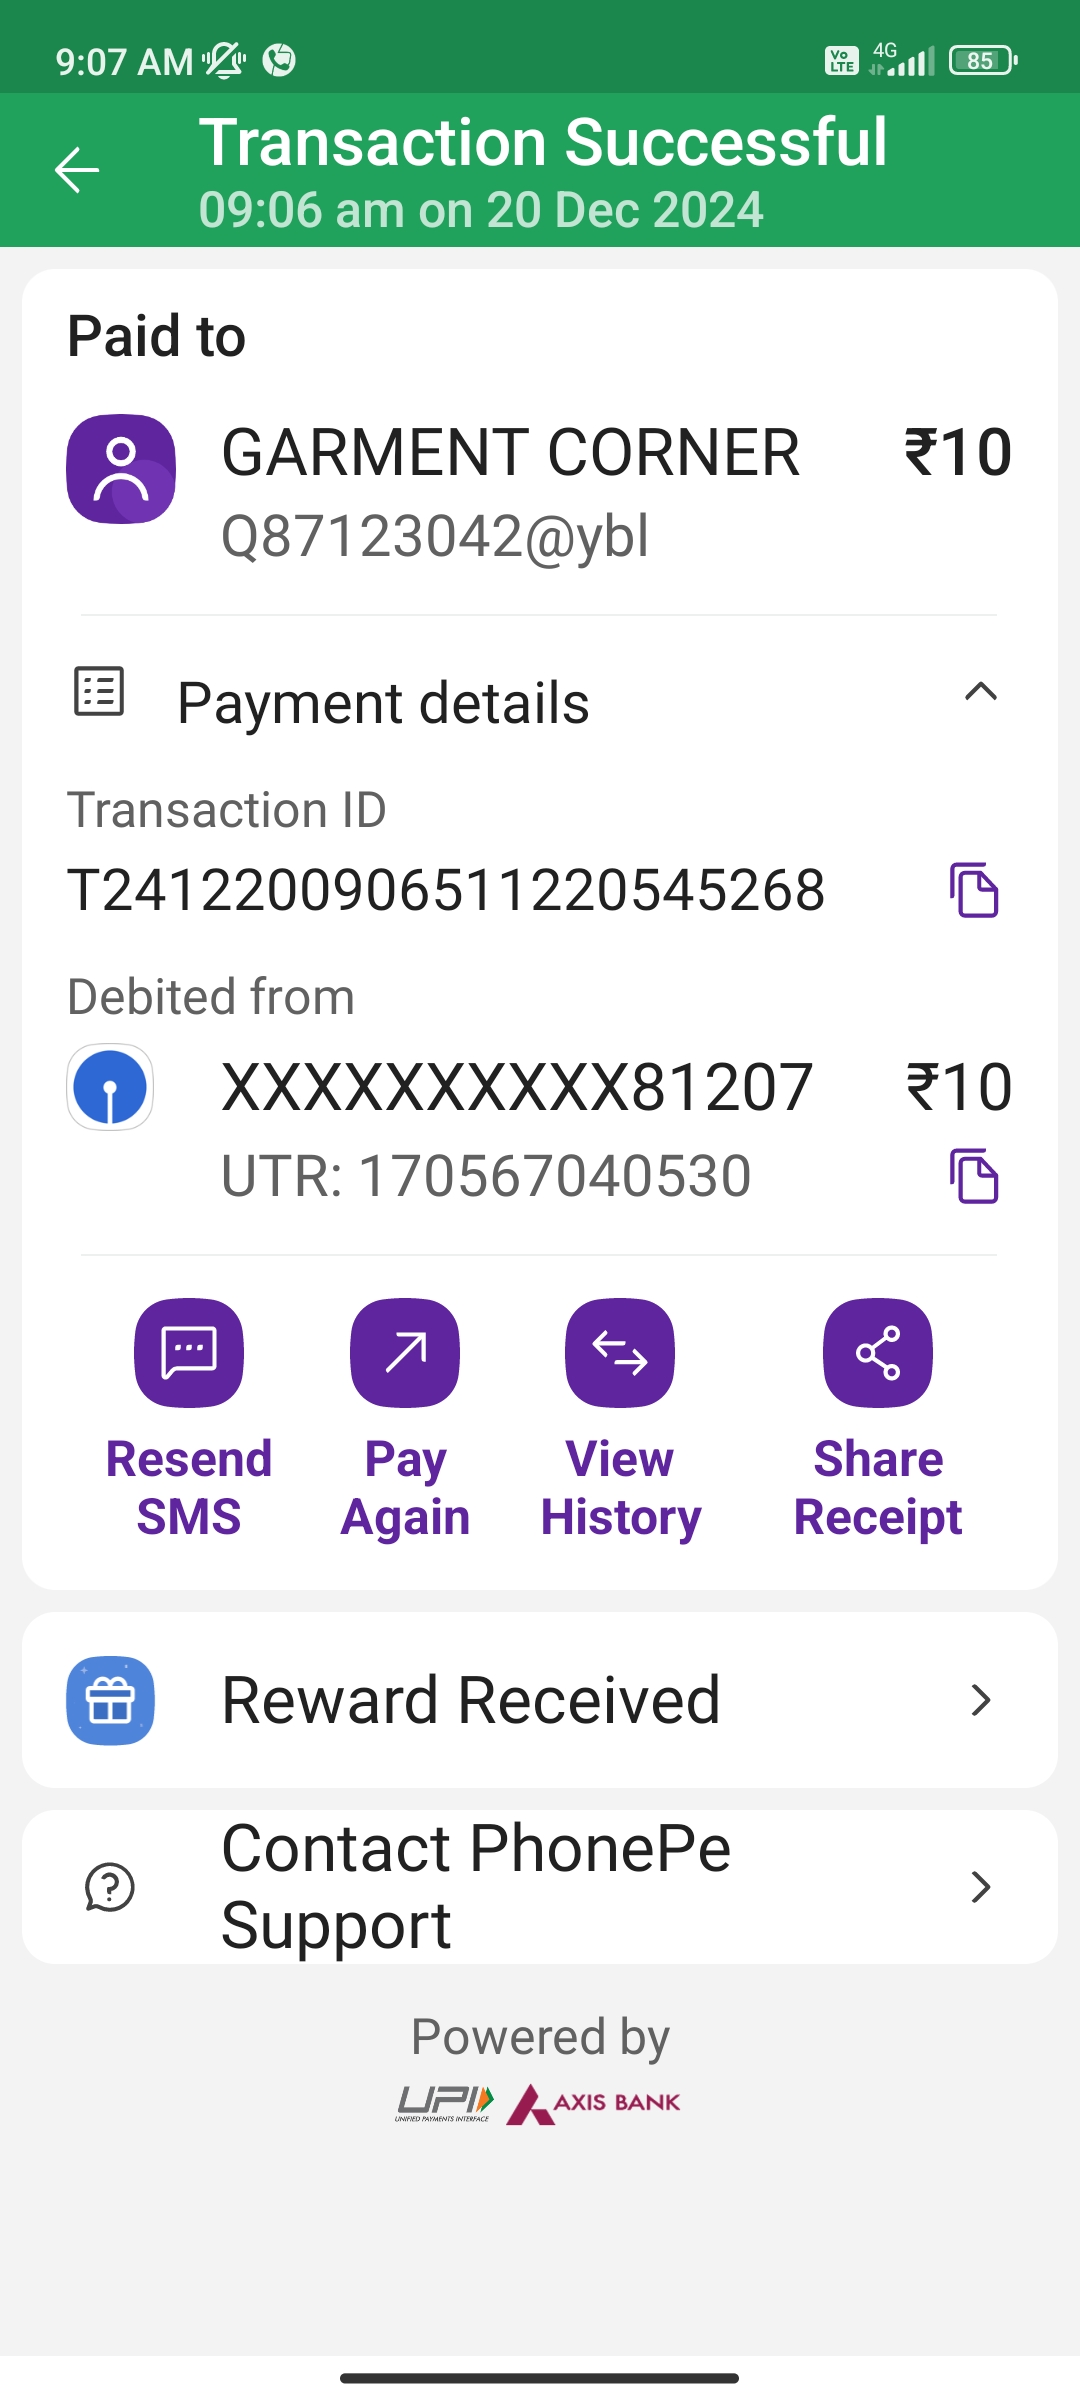 9:07 AM
Vo LTE 4G 85
Transaction Successful
09:06 am on 20 Dec 2024
Paid to
GARMENT CORNER ₹10
Q87123042@ybl
Payment details
Transaction ID
T2412200906511220545268
Debited from
XXXXXXXXXX81207 ₹10
UTR: 170567040530
Resend SMS
Pay Again
View History
Share Receipt
Reward Received
Contact PhonePe
Support
Powered by
UPI AXIS BANK
UNIFIED PAYMENTS INTERFACE